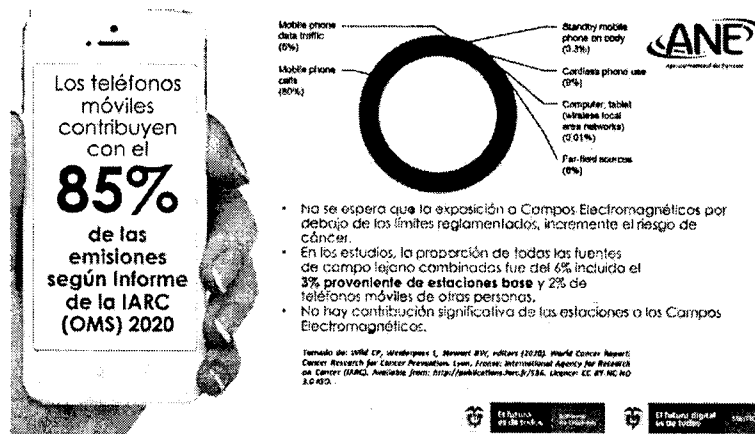 Los teléfonos
móviles
contribuyen
con el
85%
de las
emisiones
según Informe
de la IARC
(OMS) 2020
Mobile phone
data traffic
(5%)
Mobile phone
calls
(80%)
Standby mobile
phone on body
(0.3%)
Cordless phone use
(9%)
Computer, tablet
(wireless local
area networks)
(0.01%)
Far-field sources
(6%)
ANE
• No se espera que la exposición a Campos Electromagnéticos por
debajo de los límites reglamentados, incremente el riesgo de
cáncer.
• En los estudios, la proporción de todas las fuentes
de campo lejano combinadas fue del 6% incluida el
3% proveniente de estaciones base y 2% de
teléfonos móviles de otras personas.
• No hay contribución significativa de las estaciones a los Campos
Electromagnéticos.
Tomado de: Wild CP, Weiderpass E, Stewart BW, editors (2020). World Cancer Report:
Cancer Research for Cancer Prevention. Lyon, France: International Agency for Research
on Cancer (IARC). Available from: http://publications.iarc.fr/586. Licence: CC BY-NC-ND
3.0 IGO.
El futuro
es de todos
El futuro digital
es de todos